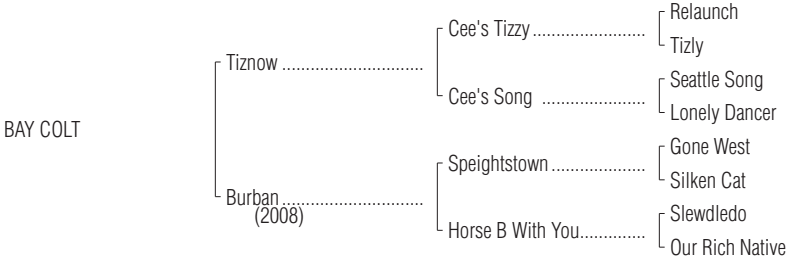 Relaunch
Cee's Tizzy ........................
Tizly
Tiznow .............................
Seattle Song
Cee's Song ......................
Lonely Dancer
BAY COLT
Gone West
Speightstown ....................
Silken Cat
Burban .............................
(2008)
Slewdledo
Horse B With You..............
Our Rich Native